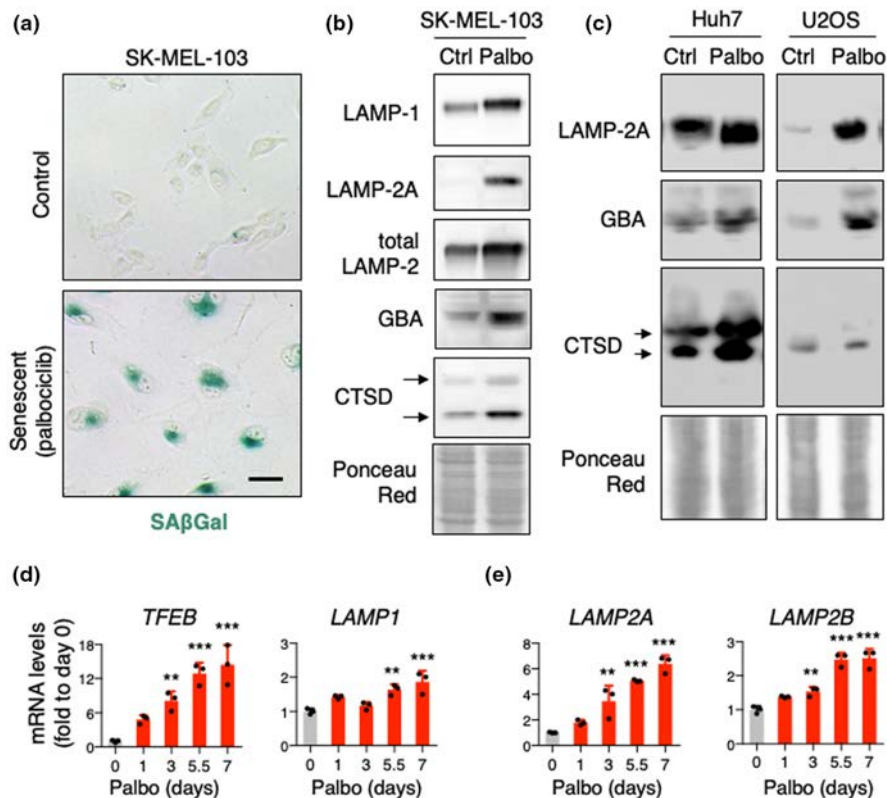 (a)
SK-MEL-103
Control
Senescent
(palbociclib)
SAβGal
(b)
SK-MEL-103
Ctrl Palbo
LAMP-1
LAMP-2A
total
LAMP-2
GBA
CTSD
Ponceau
Red
(c)
Huh7 U2OS
Ctrl Palbo Ctrl Palbo
LAMP-2A
GBA
CTSD
Ponceau
Red
(d)
TFEB
mRNA levels
(fold to day 0)
18
12
6
0
** *** ***
0 1 3 5.5 7
Palbo (days)
LAMP1
3
2
1
0
** ***
0 1 3 5.5 7
Palbo (days)
(e)
LAMP2A
8
6
4
2
0
** *** ***
0 1 3 5.5 7
Palbo (days)
LAMP2B
3
2
1
0
** *** ***
0 1 3 5.5 7
Palbo (days)